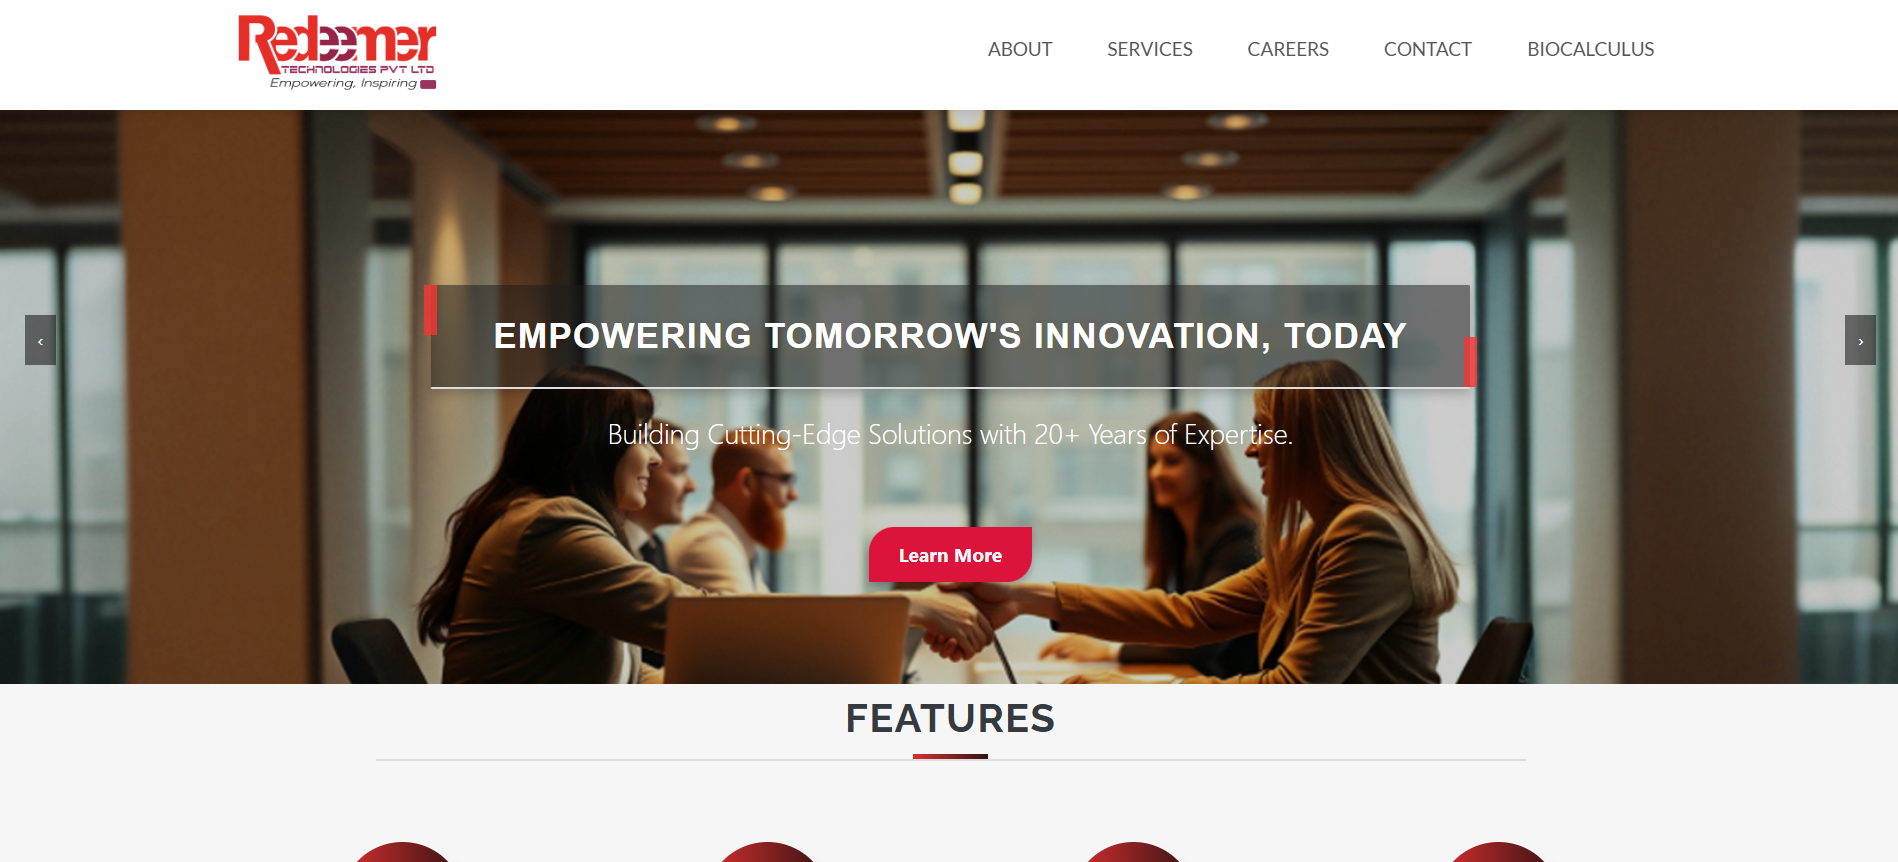 Redeemer
TECHNOLOGIES PVT LTD
Empowering, Inspiring
ABOUT SERVICES CAREERS CONTACT BIOCALCULUS
EMPOWERING TOMORROW'S INNOVATION, TODAY
‹ ›
Building Cutting-Edge Solutions with 20+ Years of Expertise.
Learn More
FEATURES